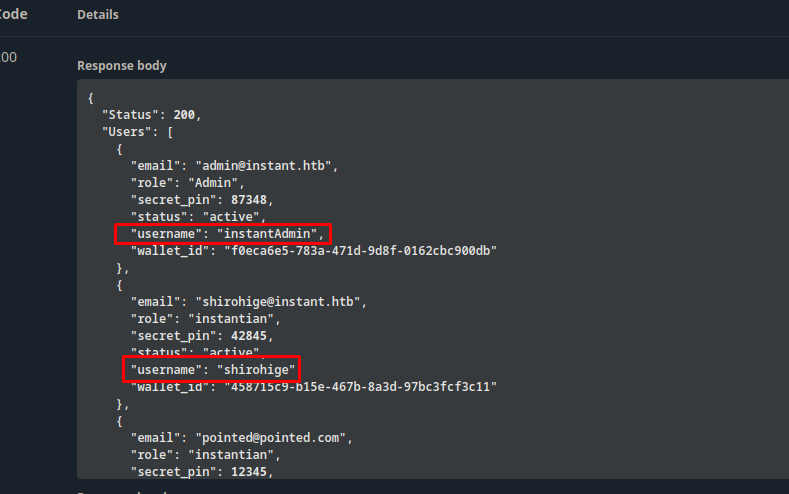 Code Details
00
Response body
{
"Status": 200,
"Users": [
{
"email": "admin@instant.htb",
"role": "Admin",
"secret_pin": 87348,
"status": "active",
"username": "instantAdmin",
"wallet_id": "f0eca6e5-783a-471d-9d8f-0162cbc900db"
},
{
"email": "shirohige@instant.htb",
"role": "instantian",
"secret_pin": 42845,
"status": "active",
"username": "shirohige"
"wallet_id": "458715c9-b15e-467b-8a3d-97bc3fcf3c11"
},
{
"email": "pointed@pointed.com",
"role": "instantian",
"secret_pin": 12345,